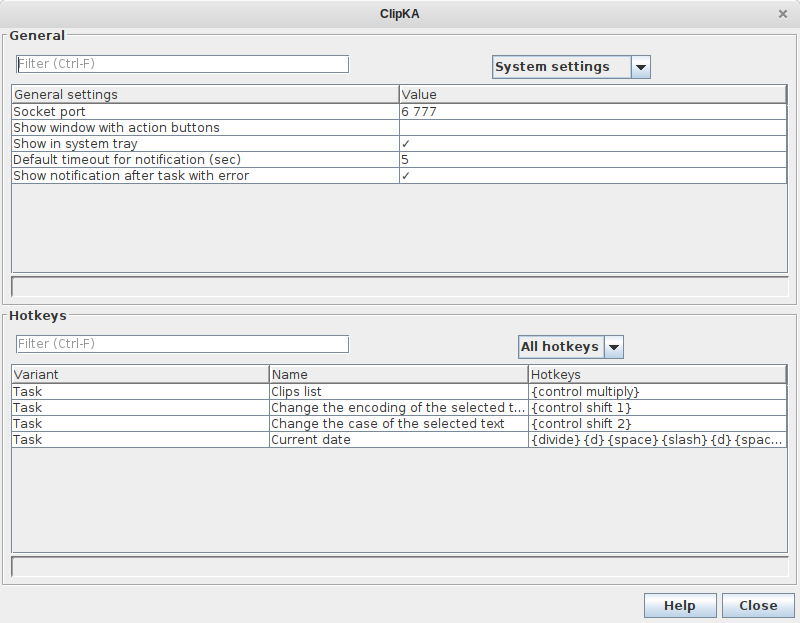 ClipKA
General
Filter (Ctrl-F)
System settings
General settings Value
Socket port 6 777
Show window with action buttons
Show in system tray ✓
Default timeout for notification (sec) 5
Show notification after task with error ✓
Hotkeys
Filter (Ctrl-F)
All hotkeys
Variant Name Hotkeys
Task Clips list {control multiply}
Task Change the encoding of the selected t... {control shift 1}
Task Change the case of the selected text {control shift 2}
Task Current date {divide} {d} {space} {slash} {d} {spac...
Help Close